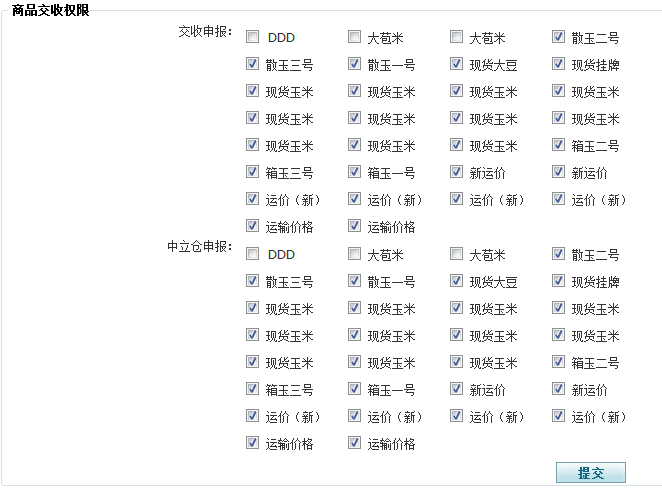 商品交收权限
交收申报： DDD 大苞米 大苞米 散玉二号
散玉三号 散玉一号 现货大豆 现货挂牌
现货玉米 现货玉米 现货玉米 现货玉米
现货玉米 现货玉米 现货玉米 现货玉米
现货玉米 现货玉米 现货玉米 箱玉二号
箱玉三号 箱玉一号 新运价 新运价
运价（新） 运价（新） 运价（新） 运价（新）
运输价格 运输价格
中立仓申报： DDD 大苞米 大苞米 散玉二号
散玉三号 散玉一号 现货大豆 现货挂牌
现货玉米 现货玉米 现货玉米 现货玉米
现货玉米 现货玉米 现货玉米 现货玉米
现货玉米 现货玉米 现货玉米 箱玉二号
箱玉三号 箱玉一号 新运价 新运价
运价（新） 运价（新） 运价（新） 运价（新）
运输价格 运输价格
提交